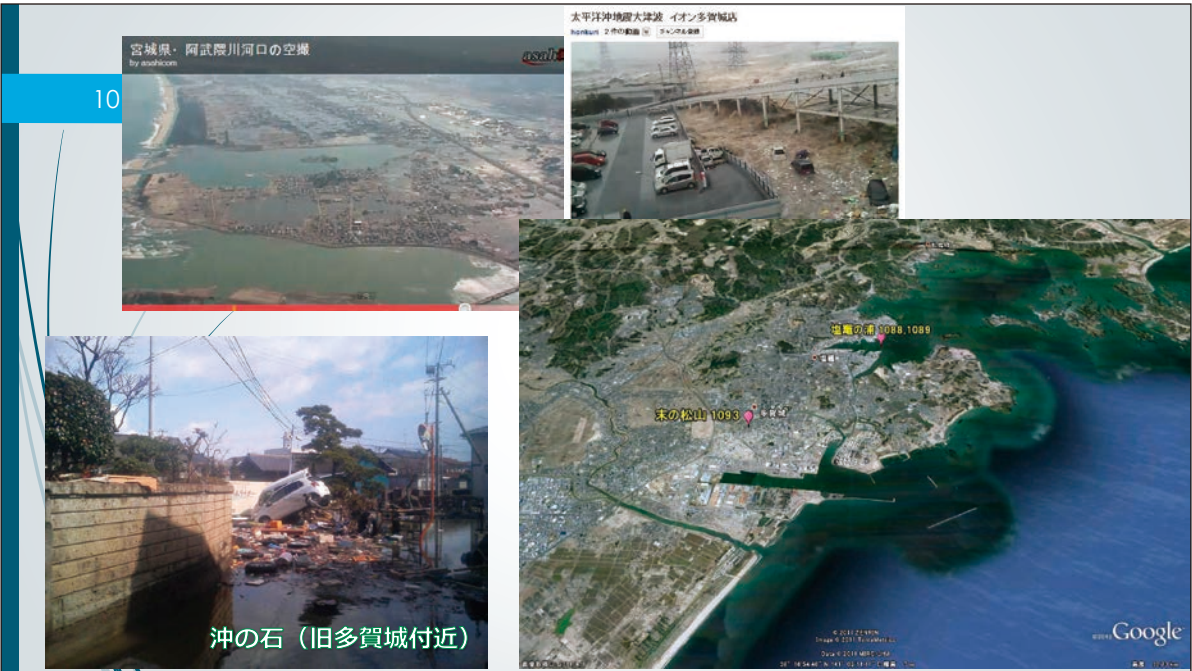 10
宮城県・阿武隈川河口の空撮
by asahicom
太平洋沖地震大津波 イオン多賀城店
honkuri 2 件の動画 チャンネル登録
塩竈の浦 1088,1089
末の松山 1093
多賀城
沖の石（旧多賀城付近）
Google